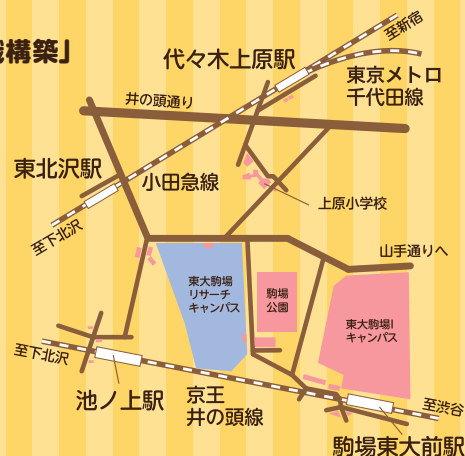 構築」
至新宿
代々木上原駅
東京メトロ
千代田線
井の頭通り
東北沢駅
小田急線
上原小学校
至下北沢
山手通りへ
東大駒場
リサーチ
キャンパス
駒場
公園
東大駒場I
キャンパス
至下北沢
池ノ上駅
京王
井の頭線
至渋谷
駒場東大前駅